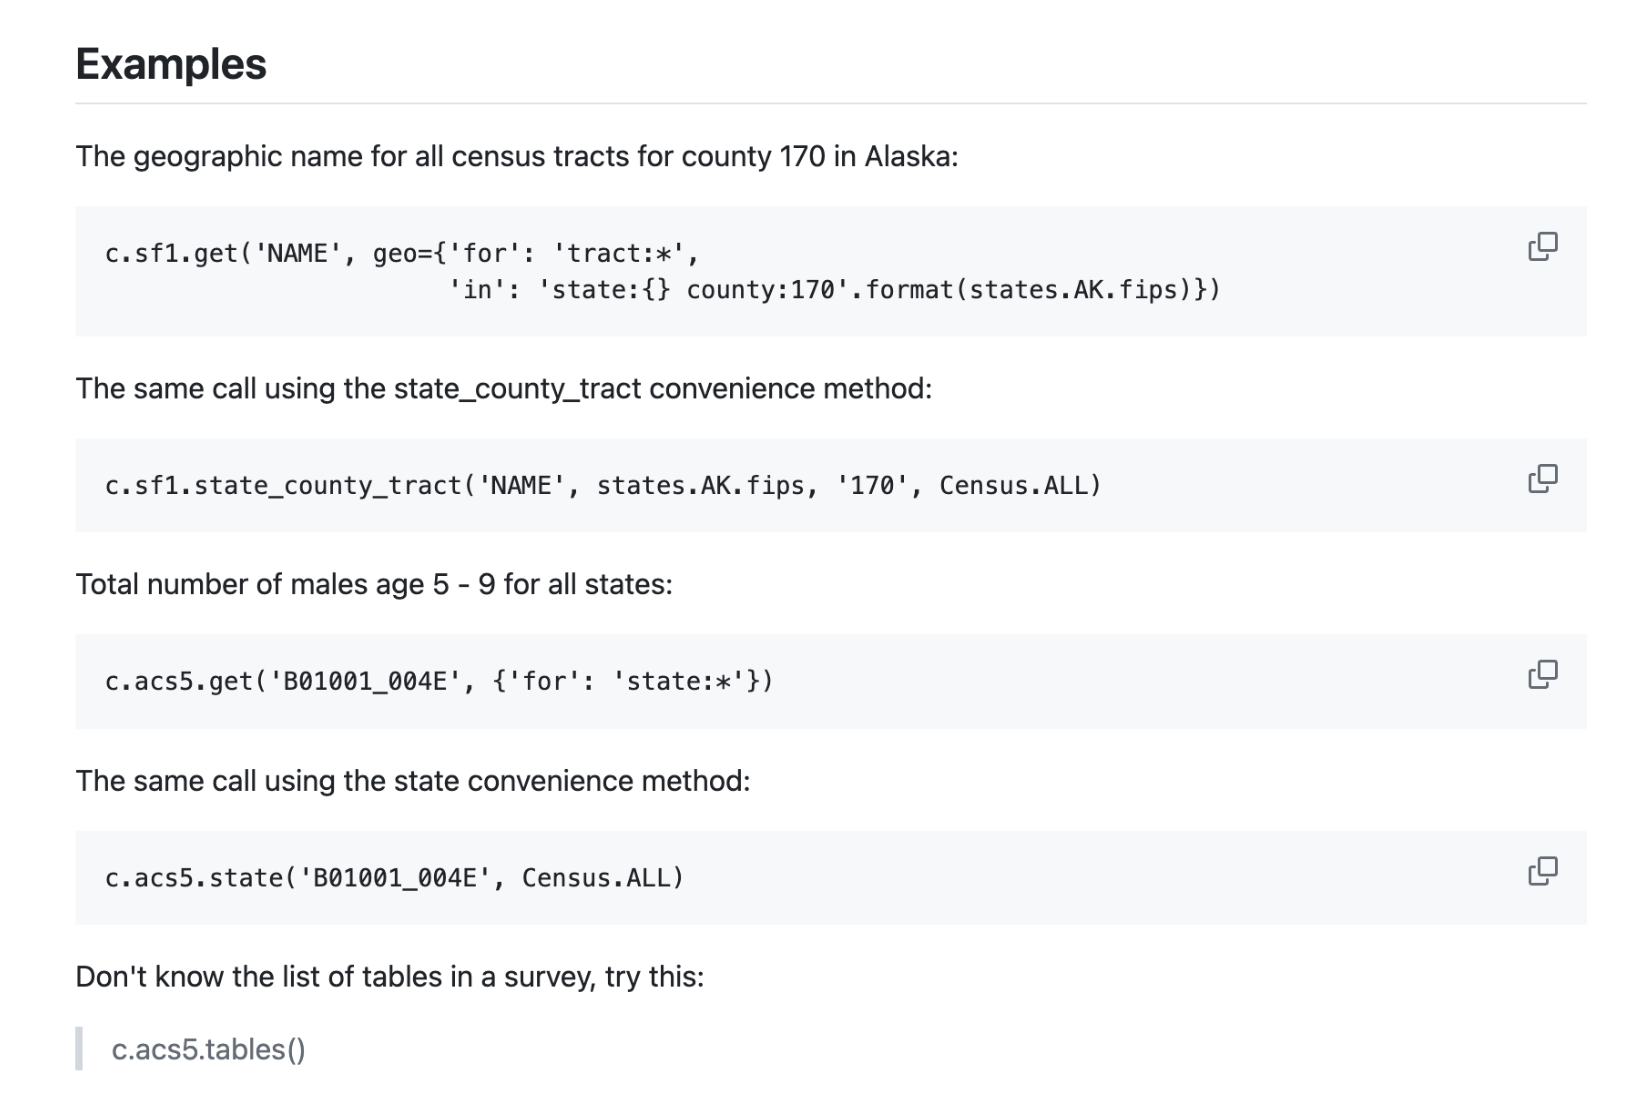 Examples
The geographic name for all census tracts for county 170 in Alaska:
c.sf1.get('NAME', geo={'for': 'tract:*',
                       'in': 'state:{} county:170'.format(states.AK.fips)})
The same call using the state_county_tract convenience method:
c.sf1.state_county_tract('NAME', states.AK.fips, '170', Census.ALL)
Total number of males age 5 - 9 for all states:
c.acs5.get('B01001_004E', {'for': 'state:*'})
The same call using the state convenience method:
c.acs5.state('B01001_004E', Census.ALL)
Don't know the list of tables in a survey, try this:
c.acs5.tables()